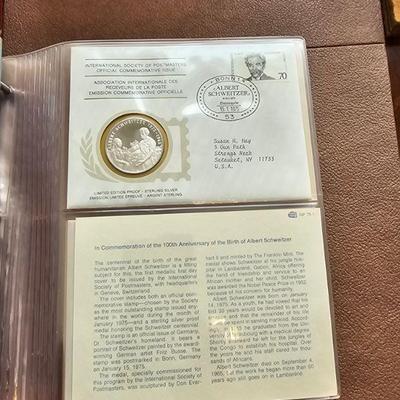 INTERNATIONAL SOCIETY OF POSTMASTERS
OFFICIAL COMMEMORATIVE ISSUE
ASSOCIATION INTERNATIONALE DES
RECEVEURS DE LA POSTE
EMISSION COMMEMORATIVE OFFICIELLE
BONN 1
ALBERT
SCHWEITZER
53
70
ALBERT SCHWEITZER
Susan H. Hay
3 Gun Path
Strongs Neck
Setauket, NY 11733
U.S.A.
LIMITED EDITION PROOF - STERLING SILVER
EMISSION LIMITEE EPREUVE - ARGENT STERLING
In Commemoration of the 100th Anniversary of the Birth of Albert Schweitzer
The centennial of the birth of the great
humanitarian Albert Schweitzer is a fitting
subject for this, the first medallic first day
cover to be issued by the International
Society of Postmasters, with headquarters
in Geneva, Switzerland.
The cover includes both an official com-
memorative stamp—chosen by the Society
as the most outstanding stamp issued any-
where in the world during the month of
January 1975—and a sterling silver proof
medal honoring the Schweitzer centennial.
The stamp is an official issue of Germany,
Dr. Schweitzer's homeland. It bears a
portrait of Schweitzer painted by the award
winning German artist Fritz Busse. The
stamp was postmarked in Bonn, Germany
on January 15, 1975.
The medal, specially commissioned for
this program by the International Society of
Postmasters, was sculptured by Don Ever-
hart II and minted by The Franklin Mint. The
medal shows Schweitzer at his jungle hos-
pital in Lambaréné, Gabon, Africa offering
the hand of friendship and service to an
African mother and her child. Schweitzer
was awarded the Nobel Peace Prize in 1952
because of his concern for humanity.
Albert Schweitzer was born on January
14, 1875. As a youth, he vowed that his
first 30 years would be devoted to art and
science and that the remainder of his life
would be spent in serving mankind. Accord-
ingly, Schweitzer left the Uni-
versity of Strasbourg with a medical degree.
Shortly afterward he left for the jungles of
the Congo to establish his hospital. Over
the years he and his staff cared for thou-
sands of Africans.
Albert Schweitzer died on September 4,
1965, but the work he began more than 60
years ago still goes on in Lambaréné.